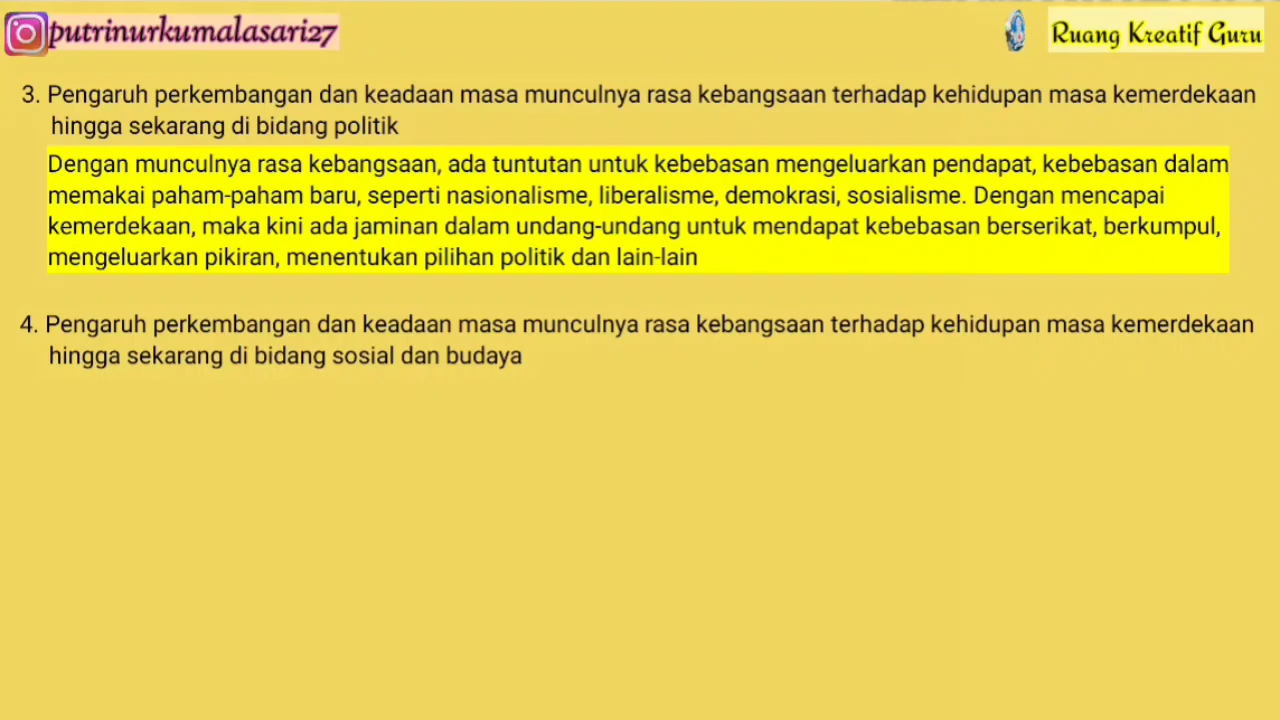 putrinurkumalasari27
Ruang Kreatif Guru
3. Pengaruh perkembangan dan keadaan masa munculnya rasa kebangsaan terhadap kehidupan masa kemerdekaan
hingga sekarang di bidang politik
Dengan munculnya rasa kebangsaan, ada tuntutan untuk kebebasan mengeluarkan pendapat, kebebasan dalam
memakai paham-paham baru, seperti nasionalisme, liberalisme, demokrasi, sosialisme. Dengan mencapai
kemerdekaan, maka kini ada jaminan dalam undang-undang untuk mendapat kebebasan berserikat, berkumpul,
mengeluarkan pikiran, menentukan pilihan politik dan lain-lain
4. Pengaruh perkembangan dan keadaan masa munculnya rasa kebangsaan terhadap kehidupan masa kemerdekaan
hingga sekarang di bidang sosial dan budaya